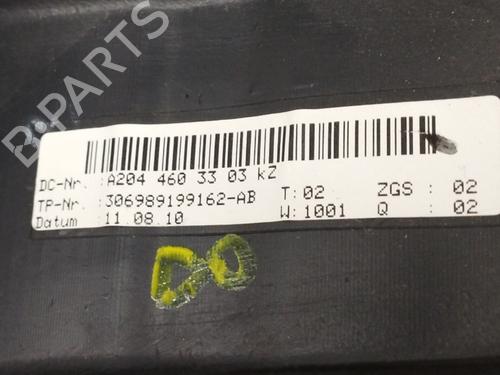 B-PARTS
DC-Nr. :A204 460 33 03 kZ
TP-Nr.:306989199162-AB T:02 ZGS : 02
Datum :11.08.10 W:1001 Q : 02